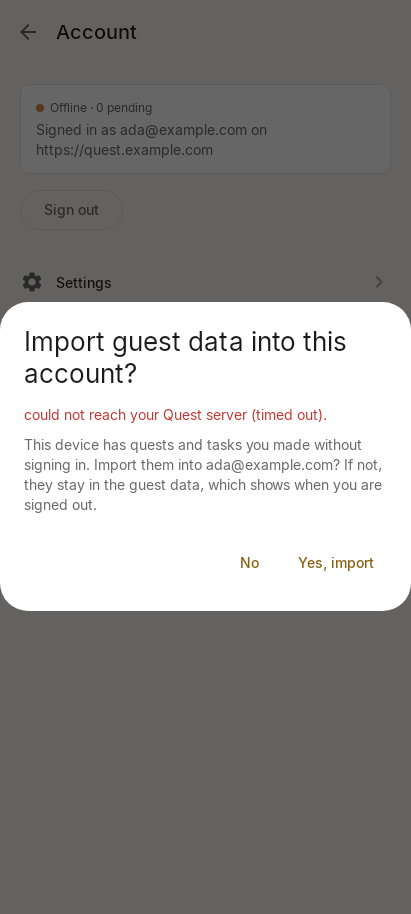 Account
Offline · 0 pending
Signed in as ada@example.com on
https://quest.example.com
Sign out
Settings
Import guest data into this
account?
could not reach your Quest server (timed out).
This device has quests and tasks you made without
signing in. Import them into ada@example.com? If not,
they stay in the guest data, which shows when you are
signed out.
No
Yes, import